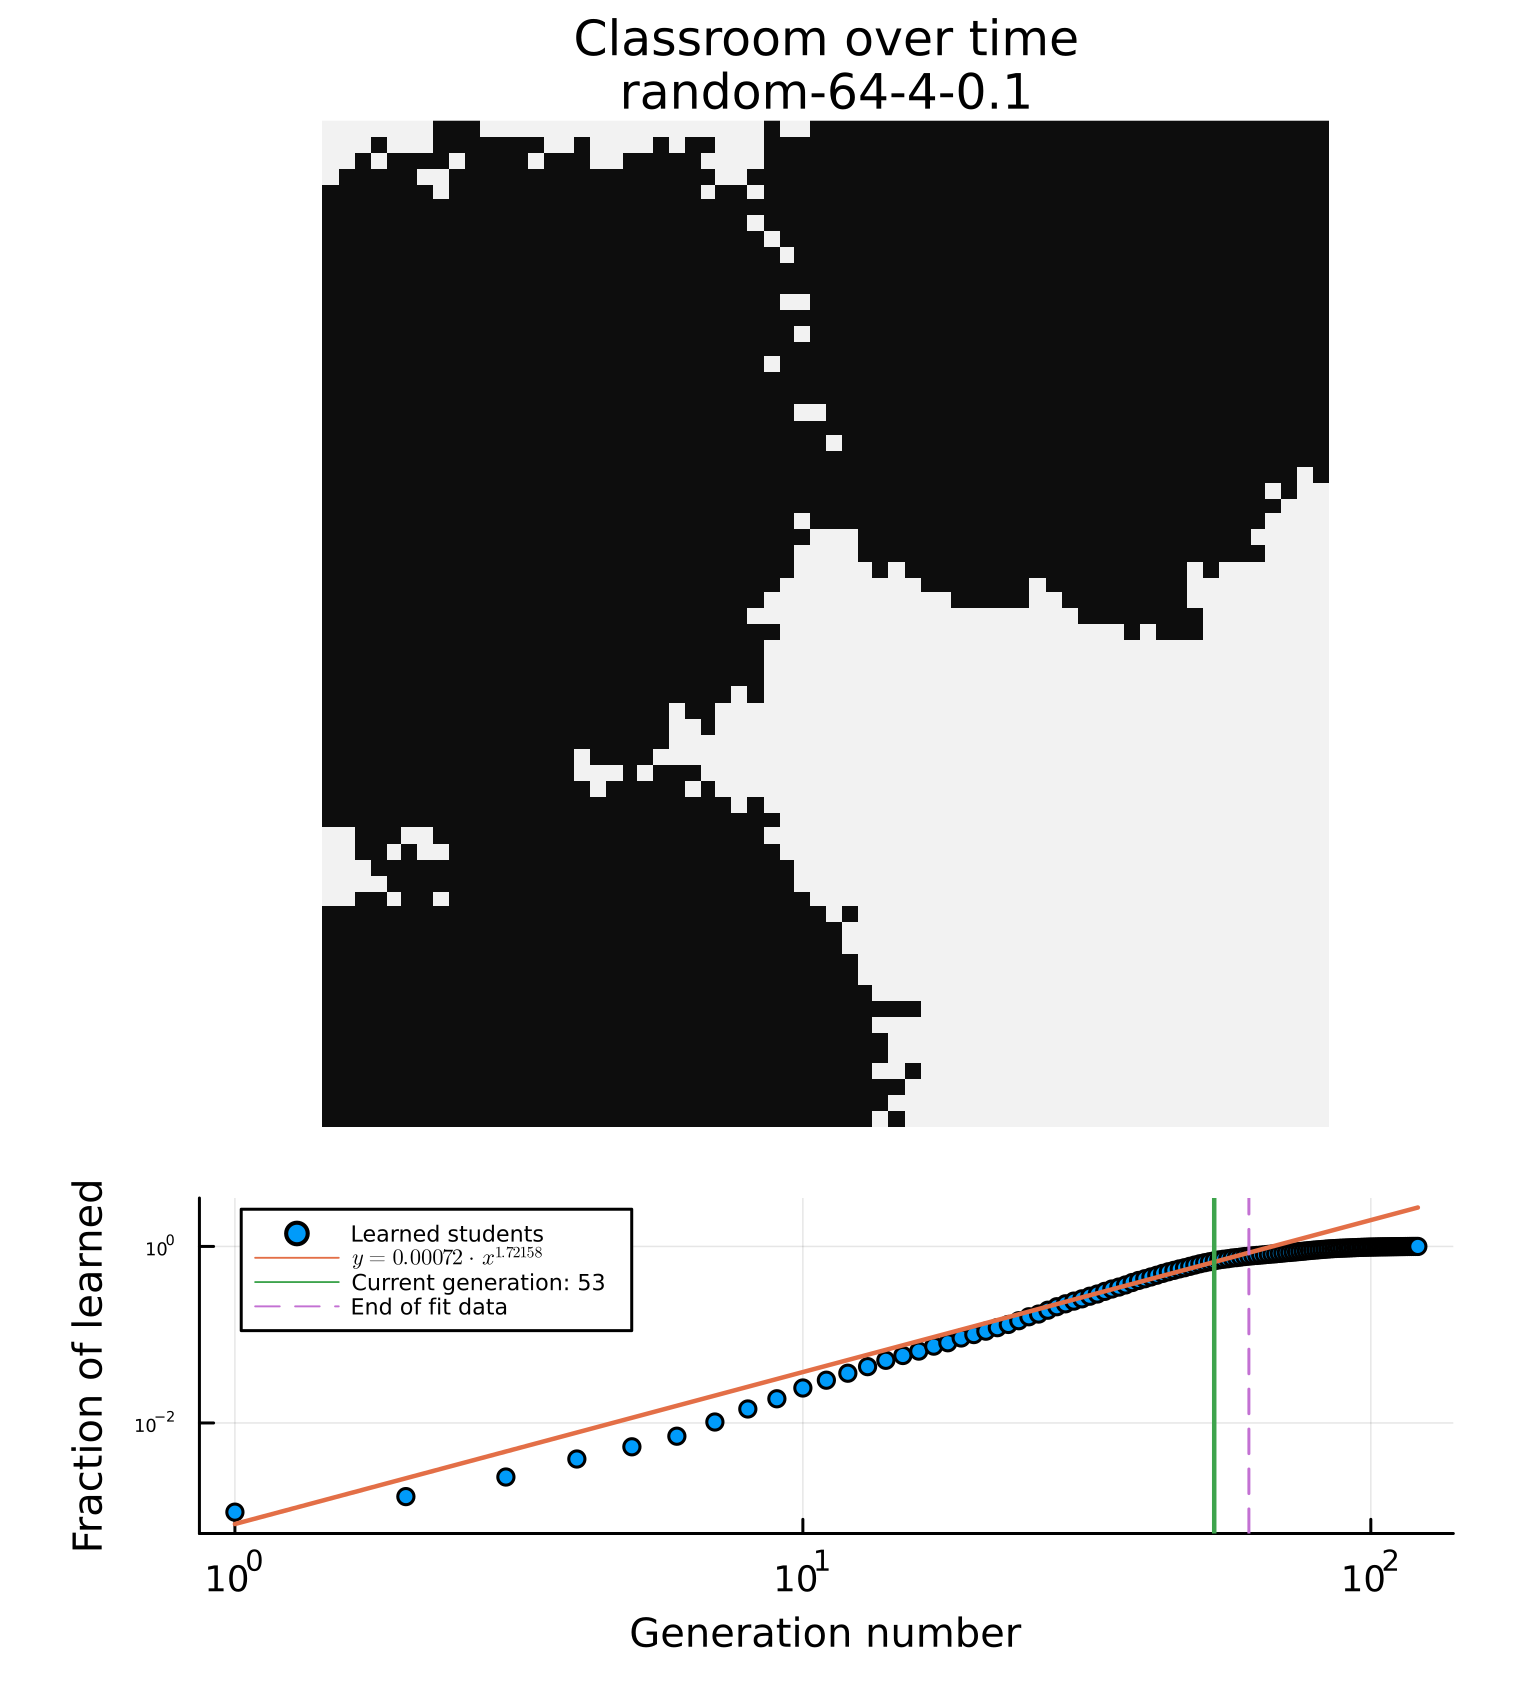 Classroom over time
random-64-4-0.1
Fraction of learned
10^0
10^-2
Learned students
y = 0.00072 · x^1.72158
Current generation: 53
End of fit data
10^0 10^1 10^2
Generation number